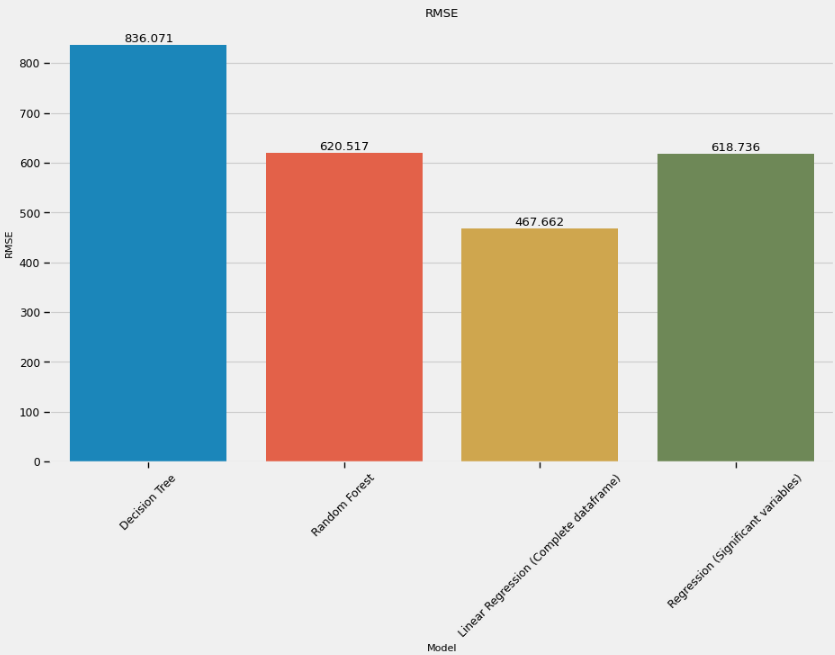 RMSE
836.071
620.517
467.662
618.736
800
700
600
500
400
300
200
100
0
RMSE
Decision Tree
Random Forest
Linear Regression (Complete dataframe)
Regression (Significant variables)
Model